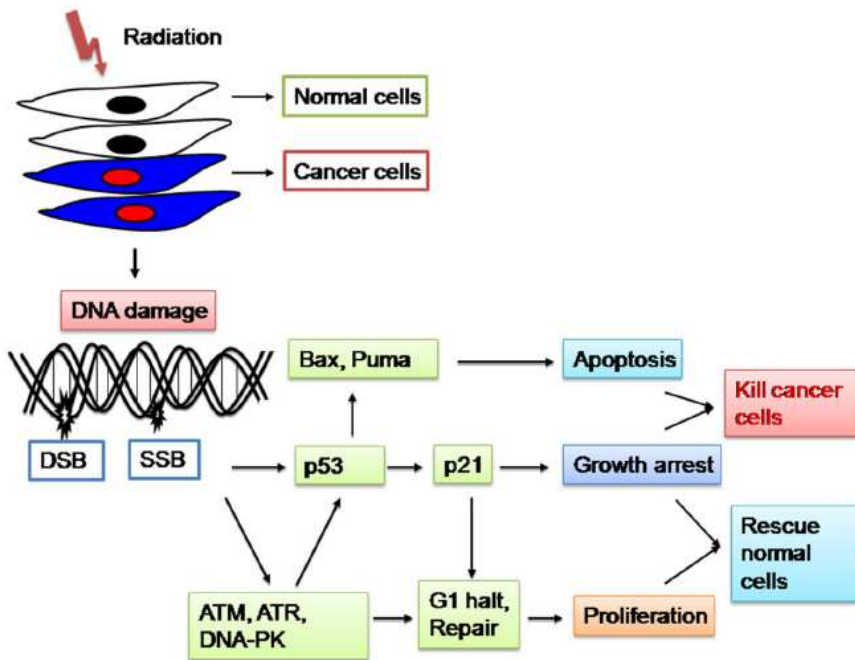 Radiation
Normal cells
Cancer cells
DNA damage
DSB
SSB
Bax, Puma
Apoptosis
Kill cancer
cells
p53
p21
Growth arrest
Rescue
normal
cells
ATM, ATR,
DNA-PK
G1 halt,
Repair
Proliferation